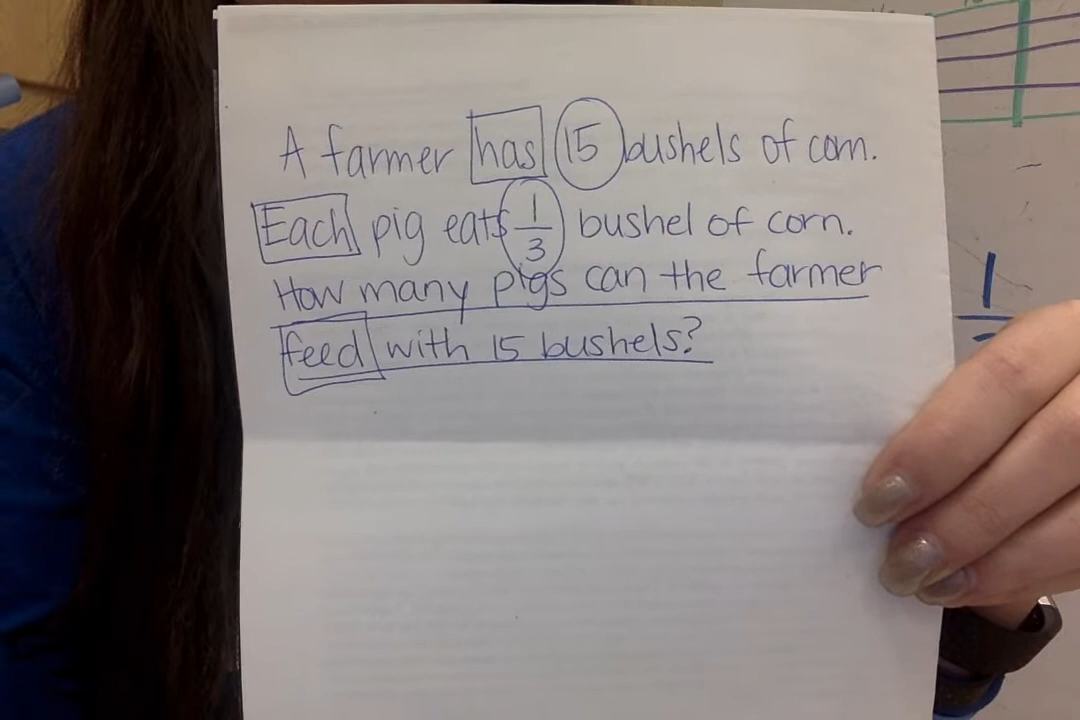 A farmer has 15 bushels of corn.
Each pig eats 1/3 bushel of corn.
How many pigs can the farmer
feed with 15 bushels?
1